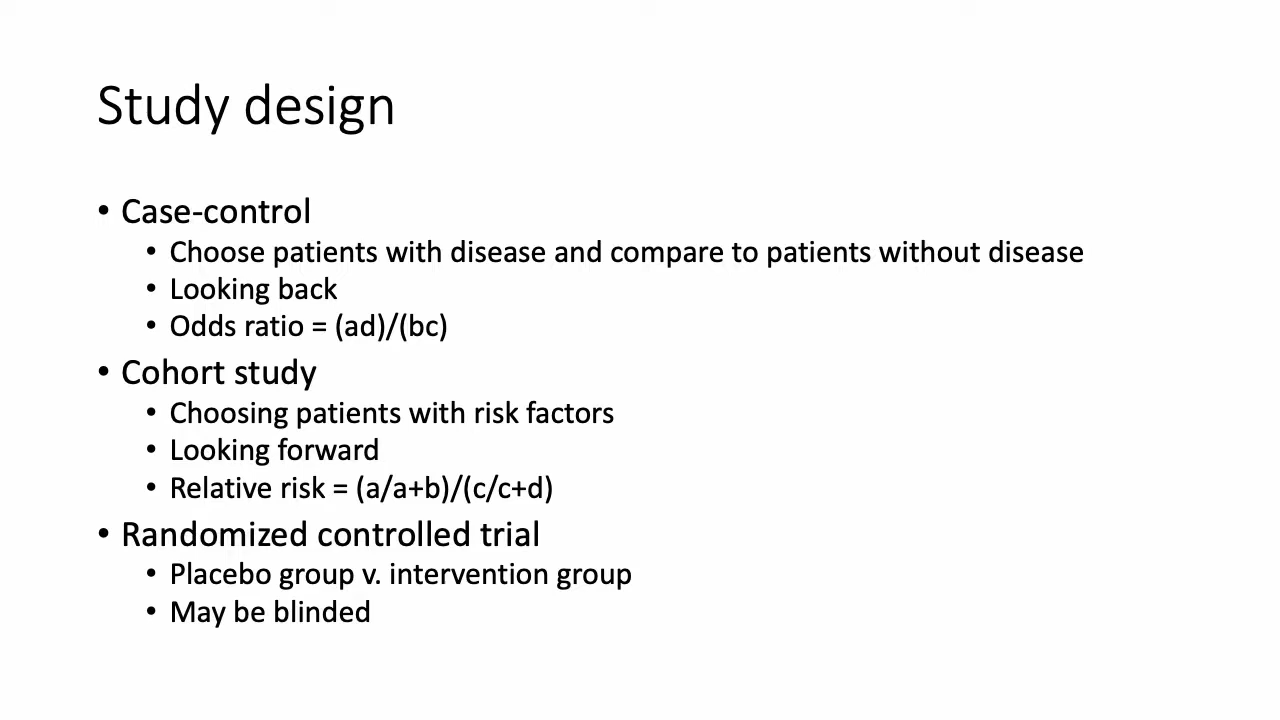 Study design
• Case-control
• Choose patients with disease and compare to patients without disease
• Looking back
• Odds ratio = (ad)/(bc)
• Cohort study
• Choosing patients with risk factors
• Looking forward
• Relative risk = (a/a+b)/(c/c+d)
• Randomized controlled trial
• Placebo group v. intervention group
• May be blinded